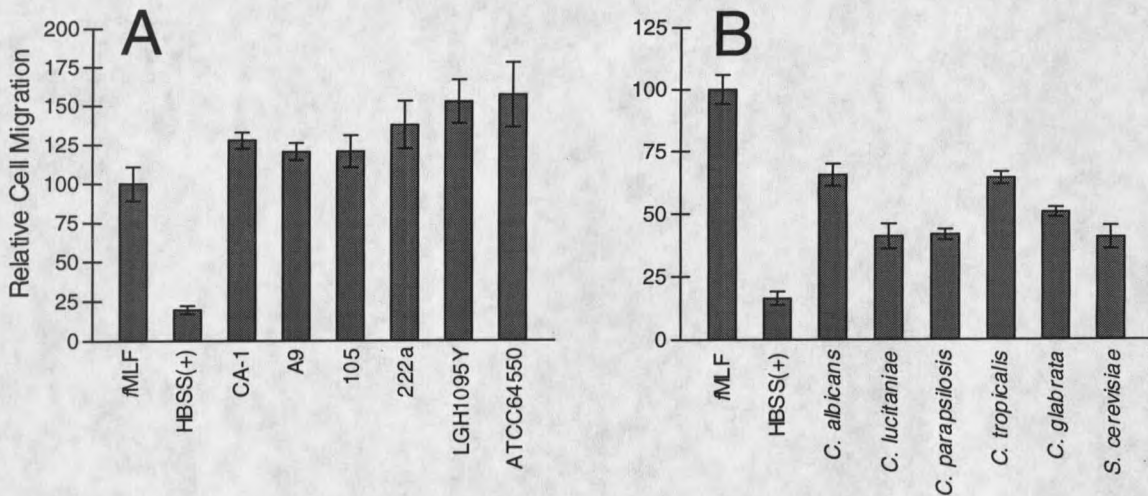 A
Relative Cell Migration
200
175
150
125
100
75
50
25
0
fMLF
HBSS(+)
CA-1
A9
105
222a
LGH1095Y
ATCC64550
B
125
100
75
50
25
0
fMLF
HBSS(+)
C. albicans
C. lucitaniae
C. parapsilosis
C. tropicalis
C. glabrata
S. cerevisiae